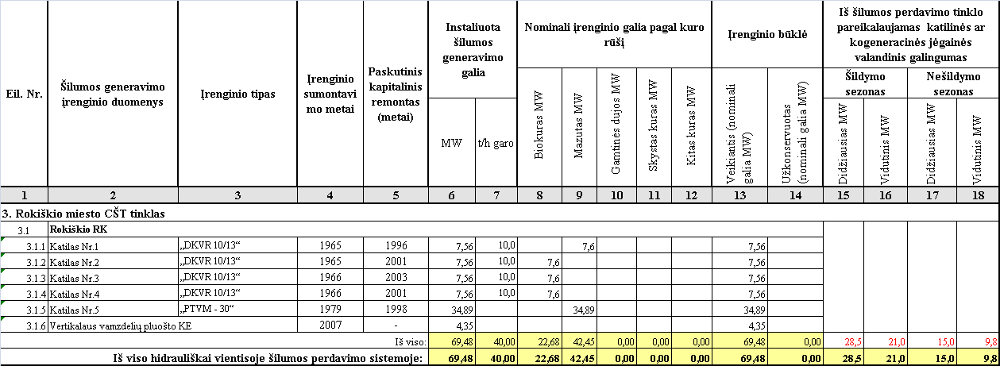 Eil. Nr.
Šilumos generavimo
įrenginio duomenys
Įrenginio tipas
Įrenginio
sumontavi
mo metai
Paskutinis
kapitalinis
remontas
(metai)
Instaliuota
šilumos
generavimo
galia
Nominali įrenginio galia pagal kuro
rūšį
Įrenginio būklė
Iš šilumos perdavimo tinklo
pareikalaujamas katilinės ar
kogeneracinės jėgainės
valandinis galingumas
Šildymo
sezonas
Nešildymo
sezonas
MW
t/h garo
Biokuras MW
Mazutas MW
Gamtinės dujos MW
Skystas kuras MW
Kitas kuras MW
Veikiantis (nominali
galia MW)
Užkonservuotas
(nominali galia MW)
Didžiausias MW
Vidutinis MW
Didžiausias MW
Vidutinis MW
1 2 3 4 5 6 7 8 9 10 11 12 13 14 15 16 17 18
3. Rokiškio miesto CŠT tinklas
3.1 Rokiškio RK
3.1.1 Katilas Nr.1 „DKVR 10/13“ 1965 1996 7,56 10,0 7,6 7,56
3.1.2 Katilas Nr.2 „DKVR 10/13“ 1965 2001 7,56 10,0 7,6 7,56
3.1.3 Katilas Nr.3 „DKVR 10/13“ 1966 2003 7,56 10,0 7,6 7,56
3.1.4 Katilas Nr.4 „DKVR 10/13“ 1966 2001 7,56 10,0 7,6 7,56
3.1.5 Katilas Nr.5 „PTVM - 30“ 1979 1998 34,89 34,89 34,89
3.1.6 Vertikalaus vamzdelių pluošto KE 2007 - 4,35 4,35
Iš viso: 69,48 40,00 22,68 42,45 0,00 0,00 0,00 69,48 0,00 28,5 21,0 15,0 9,8
Iš viso hidrauliškai vientisoje šilumos perdavimo sistemoje: 69,48 40,00 22,68 42,45 0,00 0,00 0,00 69,48 0,00 28,5 21,0 15,0 9,8